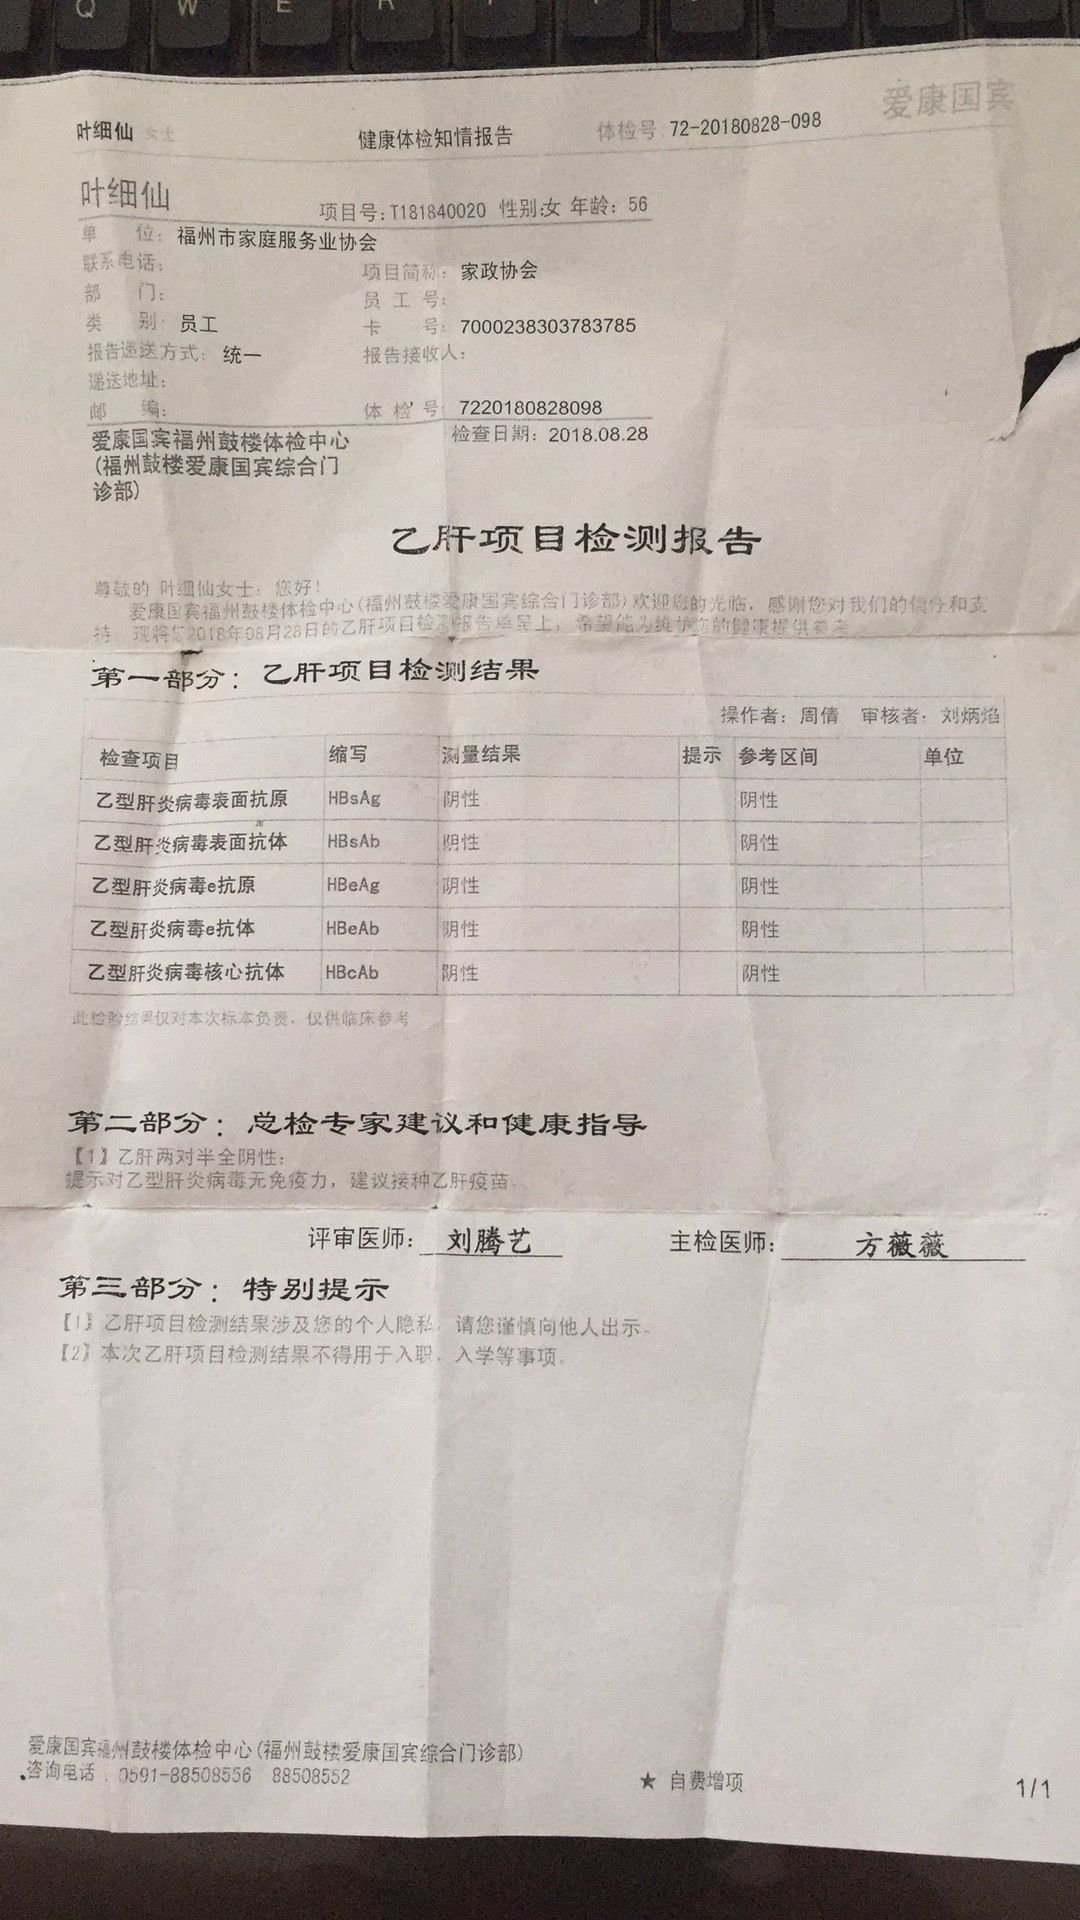 Q W E R T Y
爱康国宾
叶细仙 女士 健康体检知情报告 体检号 72-20180828-098
叶细仙 项目号:T181840020 性别:女 年龄: 56
单 位: 福州市家庭服务业协会
联系电话: 项目简称: 家政协会
部 门: 员 工 号:
类 别: 员工 卡 号: 7000238303783785
报告递送方式: 统一 报告接收人:
递送地址:
邮 编: 体 检 号: 7220180828098
爱康国宾福州鼓楼体检中心 检查日期: 2018.08.28
(福州鼓楼爱康国宾综合门
诊部)
乙肝项目检测报告
尊敬的 叶细仙女士: 您好!
爱康国宾福州鼓楼体检中心(福州鼓楼爱康国宾综合门诊部)欢迎您的光临, 感谢您对我们的信任和支
持 现将您2018年08月28日的乙肝项目检测报告单呈上, 希望能为维护您的健康提供参考
第一部分: 乙肝项目检测结果
操作者: 周倩 审核者: 刘炳焰
检查项目 缩写 测量结果 提示 参考区间 单位
乙型肝炎病毒表面抗原 HBsAg 阴性 阴性
乙型肝炎病毒表面抗体 HBsAb 阴性 阴性
乙型肝炎病毒e抗原 HBeAg 阴性 阴性
乙型肝炎病毒e抗体 HBeAb 阴性 阴性
乙型肝炎病毒核心抗体 HBcAb 阴性 阴性
此检验结果仅对本次标本负责, 仅供临床参考
第二部分: 总检专家建议和健康指导
【1】乙肝两对半全阴性:
提示对乙型肝炎病毒无免疫力, 建议接种乙肝疫苗。
评审医师: 刘腾艺 主检医师: 方薇薇
第三部分: 特别提示
【1】乙肝项目检测结果涉及您的个人隐私, 请您谨慎向他人出示。
【2】本次乙肝项目检测结果不得用于入职、入学等事项。
爱康国宾福州鼓楼体检中心(福州鼓楼爱康国宾综合门诊部)
咨询电话: 0591-88508556 88508552 ★ 自费增项 1/1